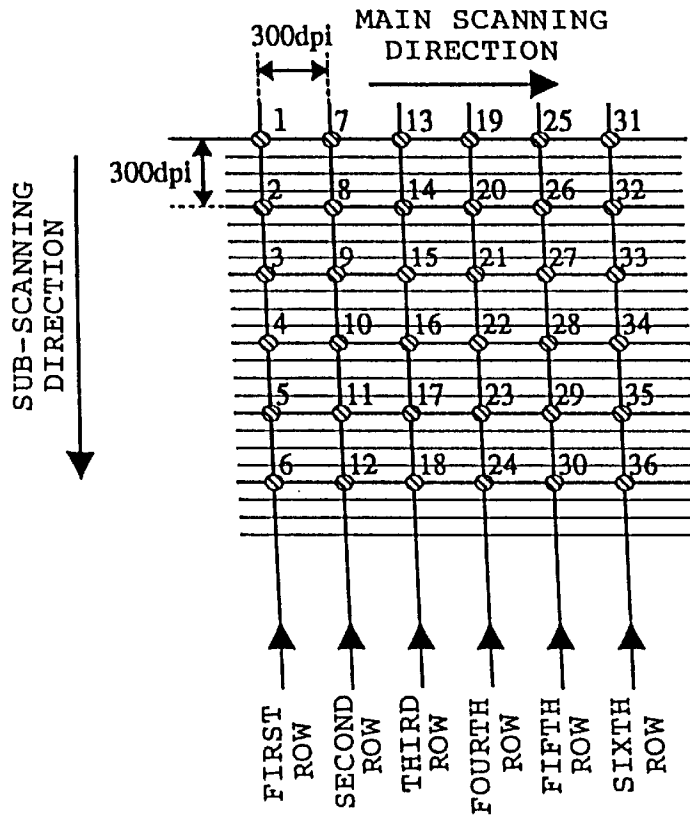 MAIN SCANNING
DIRECTION
300dpi
1 7 13 19 25 31
300dpi
2 8 14 20 26 32
3 9 15 21 27 33
4 10 16 22 28 34
5 11 17 23 29 35
6 12 18 24 30 36
SUB-SCANNING
DIRECTION
FIRST
ROW
SECOND
ROW
THIRD
ROW
FOURTH
ROW
FIFTH
ROW
SIXTH
ROW